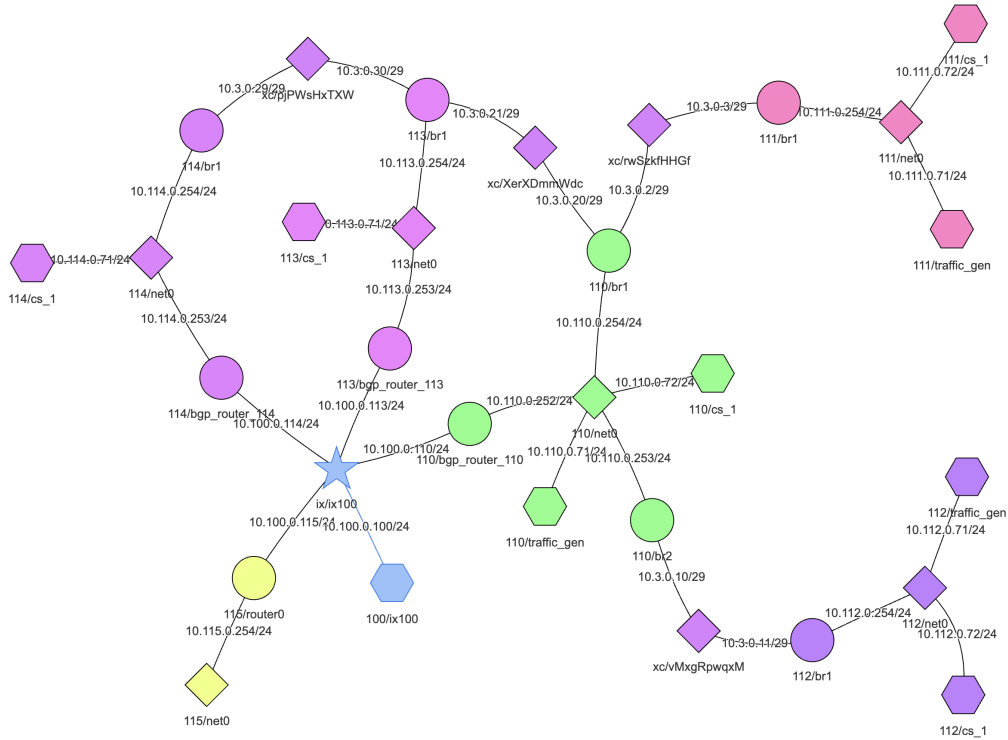 111/cs_1
10.111.0.72/24
10.3.0.30/29
10.3.0.29/29
xc/pjPWsHxTXW
10.3.0.3/29
10.111.0.254/24
10.3.0.21/29
113/br1
111/br1
111/net0
xc/rwSzkfHHGf
10.113.0.254/24
114/br1
10.111.0.71/24
xc/XerXDmmWdc
10.114.0.254/24
10.3.0.2/29
10.3.0.20/29
0.113.0.71/24
113/cs_1
10.114.0.71/24
113/net0
111/traffic_gen
110/br1
10.113.0.253/24
114/net0
114/cs_1
10.114.0.253/24
10.110.0.254/24
113/bgp_router_113
10.110.0.72/24
10.110.0.252/24
10.100.0.113/24
110/cs_1
114/bgp_router_114
10.100.0.114/24
110/net0
10.100.0.110/24
10.110.0.71/24
10.110.0.253/24
110/bgp_router_110
ix/ix100
112/traffic_gen
10.100.0.115/24
10.100.0.100/24
10.112.0.71/24
110/traffic_gen
110/br2
10.3.0.10/29
115/router0
10.112.0.254/24
100/ix100
112/net0
10.115.0.254/24
10.112.0.72/24
10.3.0.11/29
xc/vMxgRpwqxM
112/br1
115/net0
112/cs_1